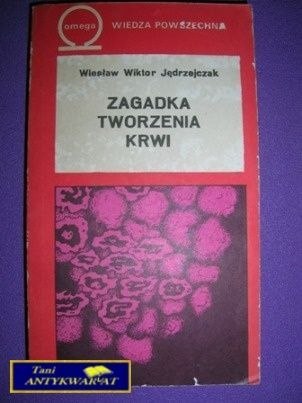 omega
WIEDZA POWSZECHNA
Wiesław Wiktor Jędrzejczak
ZAGADKA
TWORZENIA
KRWI
Tani
ANTYKWARIAT